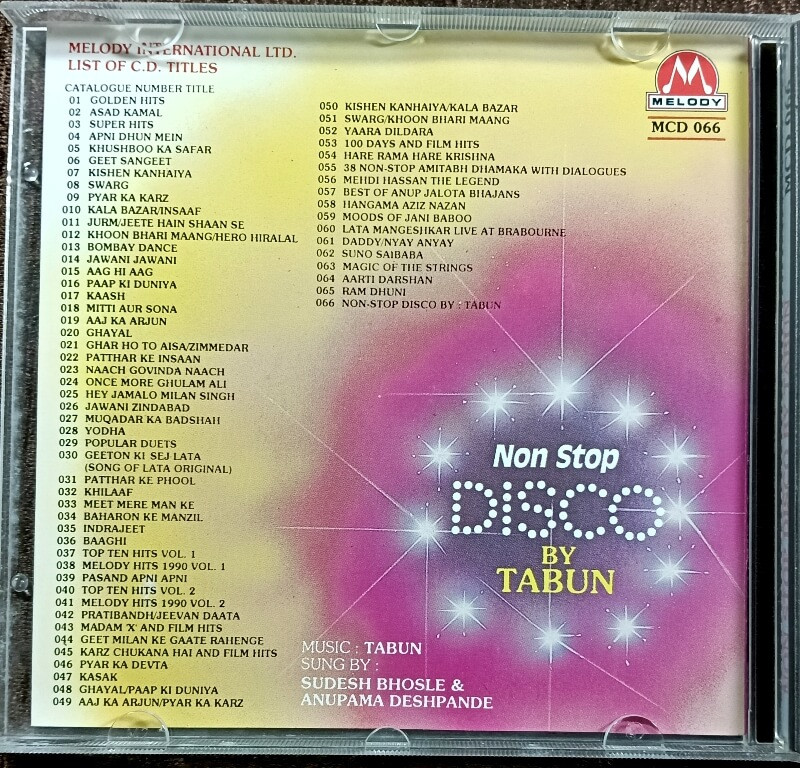 MELODY INTERNATIONAL LTD.
LIST OF C.D. TITLES
CATALOGUE NUMBER TITLE
01 GOLDEN HITS
02 ASAD KAMAL
03 SUPER HITS
04 APNI DHUN MEIN
05 KHUSHBOO KA SAFAR
06 GEET SANGEET
07 KISHEN KANHAIYA
08 SWARG
09 PYAR KA KARZ
010 KALA BAZAR/INSAAF
011 JURM/JEETE HAIN SHAAN SE
012 KHOON BHARI MAANG/HERO HIRALAL
013 BOMBAY DANCE
014 JAWANI JAWANI
015 AAG HI AAG
016 PAAP KI DUNIYA
017 KAASH
018 MITTI AUR SONA
019 AAJ KA ARJUN
020 GHAYAL
021 GHAR HO TO AISA/ZIMMEDAR
022 PATTHAR KE INSAAN
023 NAACH GOVINDA NAACH
024 ONCE MORE GHULAM ALI
025 HEY JAMALO MILAN SINGH
026 JAWANI ZINDABAD
027 MUQADAR KA BADSHAH
028 YODHA
029 POPULAR DUETS
030 GEETON KI SEJ LATA
(SONG OF LATA ORIGINAL)
031 PATTHAR KE PHOOL
032 KHILAAF
033 MEET MERE MAN KE
034 BAHARON KE MANZIL
035 INDRAJEET
036 BAAGHI
037 TOP TEN HITS VOL. 1
038 MELODY HITS 1990 VOL. 1
039 PASAND APNI APNI
040 TOP TEN HITS VOL. 2
041 MELODY HITS 1990 VOL. 2
042 PRATIBANDH/JEEVAN DAATA
043 MADAM 'X' AND FILM HITS
044 GEET MILAN KE GAATE RAHENGE
045 KARZ CHUKANA HAI AND FILM HITS
046 PYAR KA DEVTA
047 KASAK
048 GHAYAL/PAAP KI DUNIYA
049 AAJ KA ARJUN/PYAR KA KARZ
050 KISHEN KANHAIYA/KALA BAZAR
051 SWARG/KHOON BHARI MAANG
052 YAARA DILDARA
053 100 DAYS AND FILM HITS
054 HARE RAMA HARE KRISHNA
055 38 NON-STOP AMITABH DHAMAKA WITH DIALOGUES
056 MEHDI HASSAN THE LEGEND
057 BEST OF ANUP JALOTA BHAJANS
058 HANGAMA AZIZ NAZAN
059 MOODS OF JANI BABOO
060 LATA MANGESHKAR LIVE AT BRABOURNE
061 DADDY/NYAY ANYAY
062 SUNO SAIBABA
063 MAGIC OF THE STRINGS
064 AARTI DARSHAN
065 RAM DHUNI
066 NON-STOP DISCO BY : TABUN
MELODY
MCD 066
Non Stop
DISCO
BY
TABUN
MUSIC : TABUN
SUNG BY :
SUDESH BHOSLE &
ANUPAMA DESHPANDE